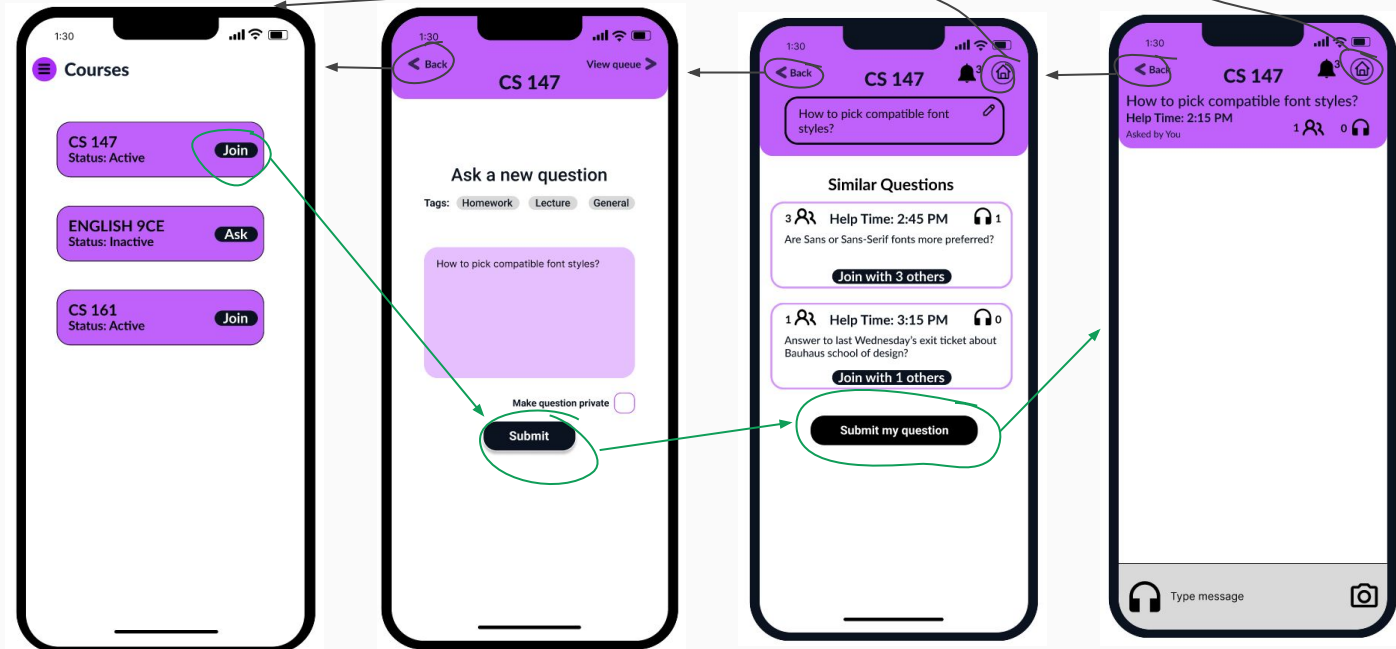 1:30
Courses
CS 147
Status: Active
Join
ENGLISH 9CE
Status: Inactive
Ask
CS 161
Status: Active
Join
1:30
Back
View queue
CS 147
Ask a new question
Tags: Homework Lecture General
How to pick compatible font styles?
Make question private
Submit
1:30
Back
CS 147
3
How to pick compatible font
styles?
Similar Questions
3 Help Time: 2:45 PM 1
Are Sans or Sans-Serif fonts more preferred?
Join with 3 others
1 Help Time: 3:15 PM 0
Answer to last Wednesday's exit ticket about
Bauhaus school of design?
Join with 1 others
Submit my question
1:30
Back
CS 147
3
How to pick compatible font styles?
Help Time: 2:15 PM
Asked by You
1 0
Type message